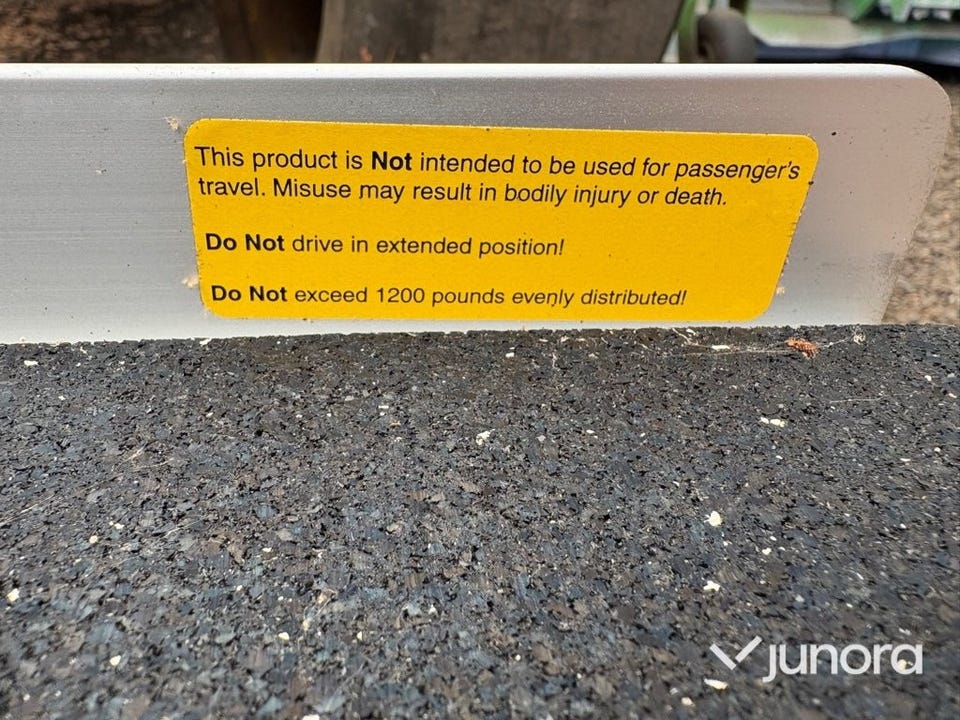 This product is Not intended to be used for passenger's
travel. Misuse may result in bodily injury or death.
Do Not drive in extended position!
Do Not exceed 1200 pounds evenly distributed!
junora